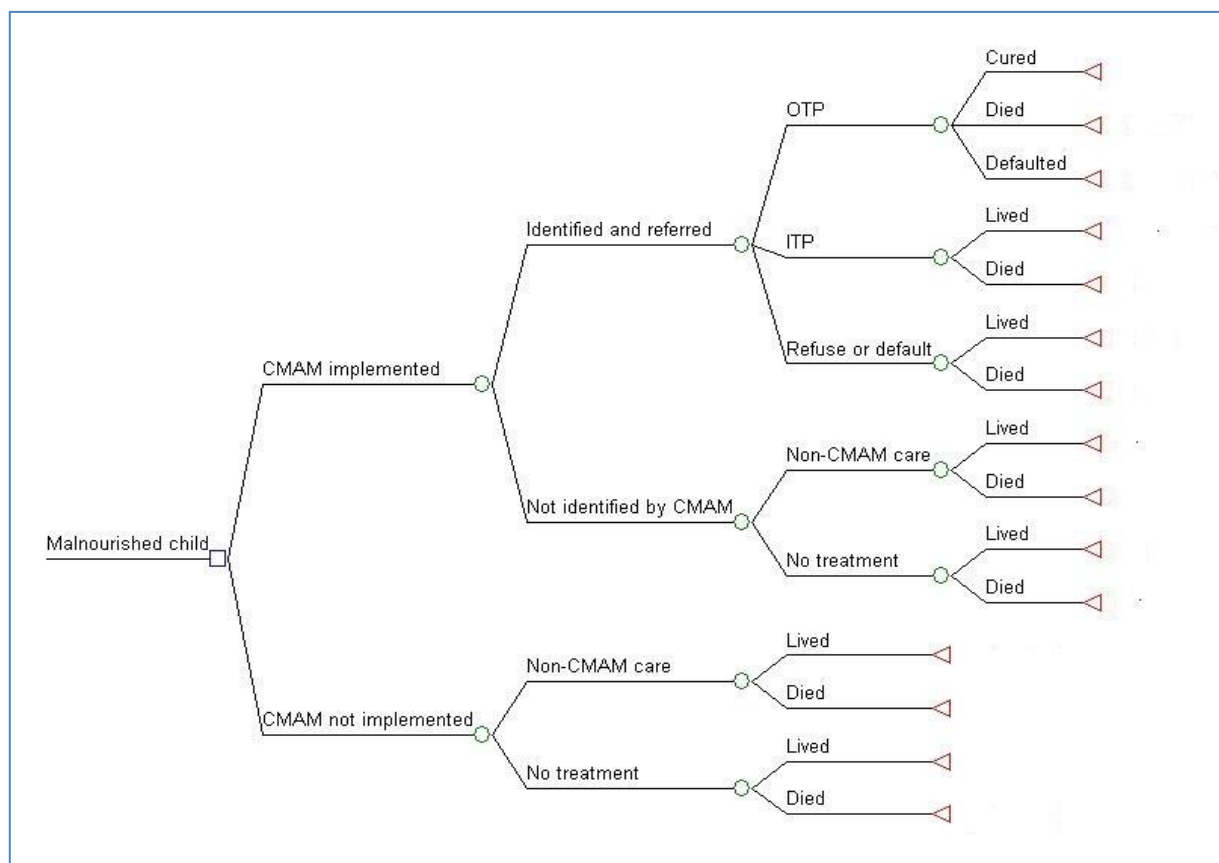 Cured
OTP
Died
Defaulted
Lived
Identified and referred
ITP
Died
Lived
Refuse or default
CMAM implemented
Died
Lived
Non-CMAM care
Died
Not identified by CMAM
Lived
Malnourished child
No treatment
Died
Lived
Non-CMAM care
Died
CMAM not implemented
Lived
No treatment
Died